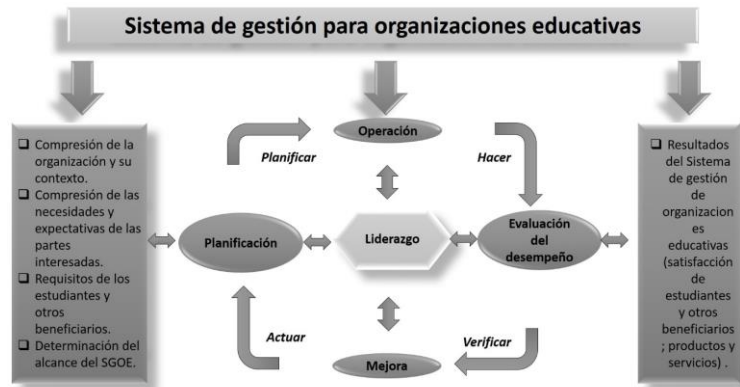 Sistema de gestión para organizaciones educativas
❑ Compresión de la
organización y su
contexto.
❑ Compresión de las
necesidades y
expectativas de las
partes
interesadas.
❑ Requisitos de los
estudiantes y
otros
beneficiarios.
❑ Determinación del
alcance del SGOE.
Operación
Planificar
Hacer
Planificación
Liderazgo
Evaluación
del
desempeño
Actuar
Verificar
Mejora
❑ Resultados
del Sistema
de gestión
de
organizacion
es
educativas
(satisfacción
de
estudiantes
y otros
beneficiarios
; productos y
servicios) .